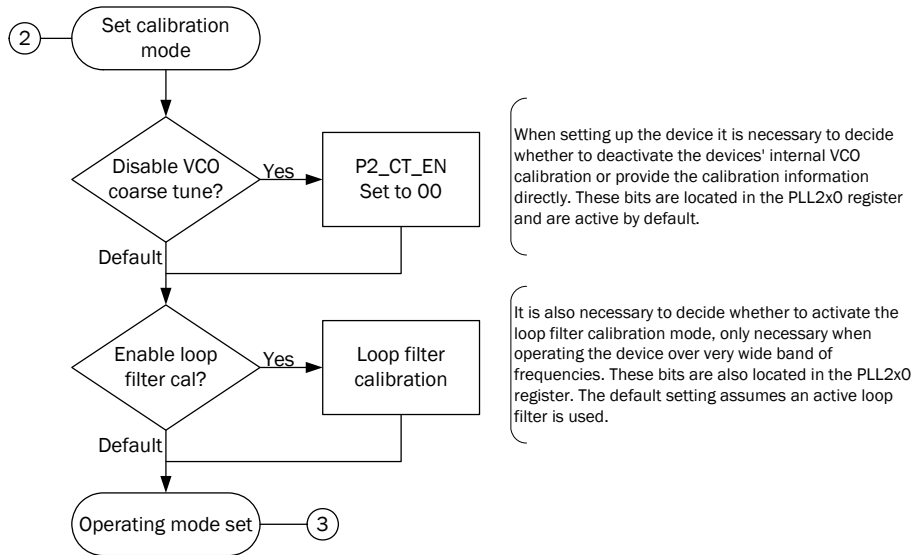 2
Set calibration
mode
Disable VCO
coarse tune?
Yes
P2_CT_EN
Set to 00
Default
When setting up the device it is necessary to decide
whether to deactivate the devices' internal VCO
calibration or provide the calibration information
directly. These bits are located in the PLL2x0 register
and are active by default.
Enable loop
filter cal?
Yes
Loop filter
calibration
Default
It is also necessary to decide whether to activate the
loop filter calibration mode, only necessary when
operating the device over very wide band of
frequencies. These bits are also located in the PLL2x0
register. The default setting assumes an active loop
filter is used.
Operating mode set
3